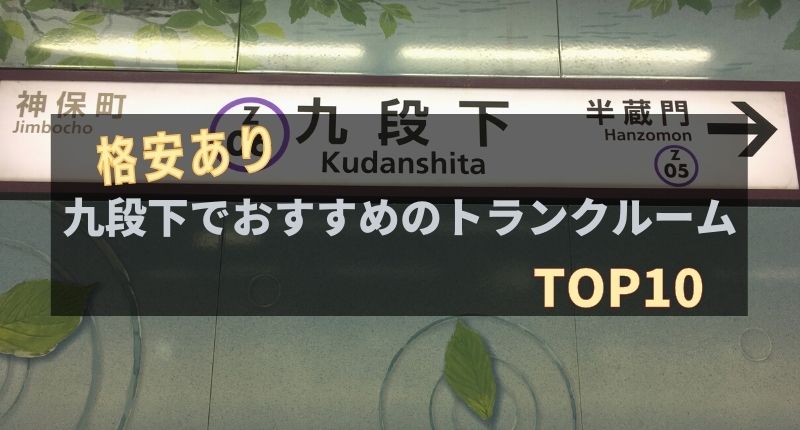 神保町
Jimbocho
Z
九段下
Kudanshita
半蔵門
Hanzomon
Z
05
格安あり
九段下でおすすめのトランクルーム
TOP10